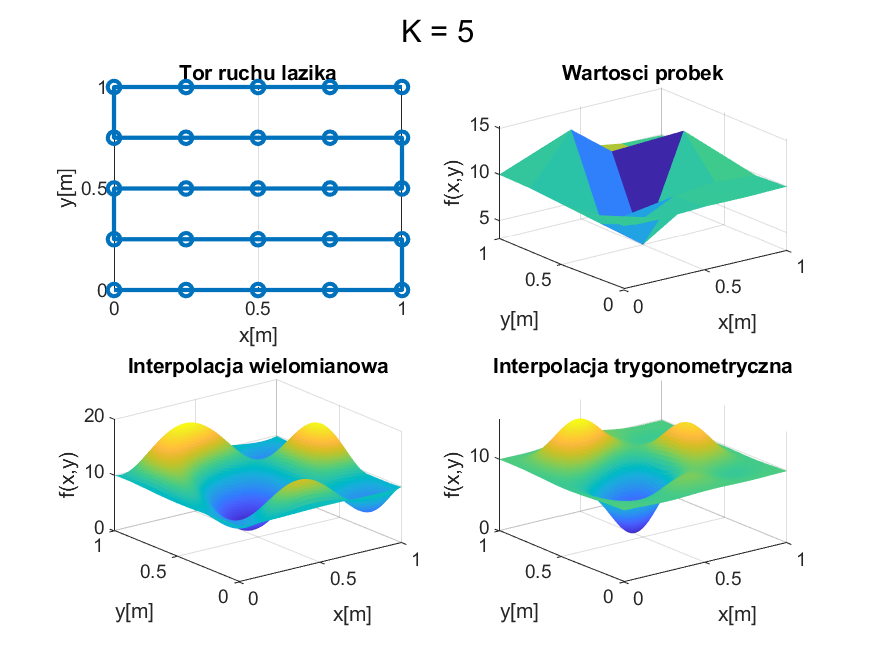 K = 5
Tor ruchu lazika
1
0.5
0
y[m]
0
0.5
1
x[m]
Wartosci probek
15
10
5
f(x,y)
1
0.5
0
y[m]
0
0.5
1
x[m]
Interpolacja wielomianowa
20
10
0
f(x,y)
1
0.5
0
y[m]
0
0.5
1
x[m]
Interpolacja trygonometryczna
10
0
f(x,y)
1
0.5
0
y[m]
0
0.5
1
x[m]